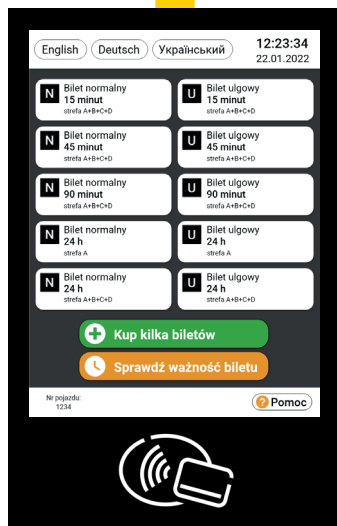 English Deutsch Український 12:23:34
22.01.2022
N Bilet normalny
15 minut
strefa A+B+C+D
U Bilet ulgowy
15 minut
strefa A+B+C+D
N Bilet normalny
45 minut
strefa A+B+C+D
U Bilet ulgowy
45 minut
strefa A+B+C+D
N Bilet normalny
90 minut
strefa A+B+C+D
U Bilet ulgowy
90 minut
strefa A+B+C+D
N Bilet normalny
24 h
strefa A
U Bilet ulgowy
24 h
strefa A
N Bilet normalny
24 h
strefa A+B+C+D
U Bilet ulgowy
24 h
strefa A+B+C+D
Kup kilka biletów
Sprawdź ważność biletu
Nr pojazdu:
1234
? Pomoc